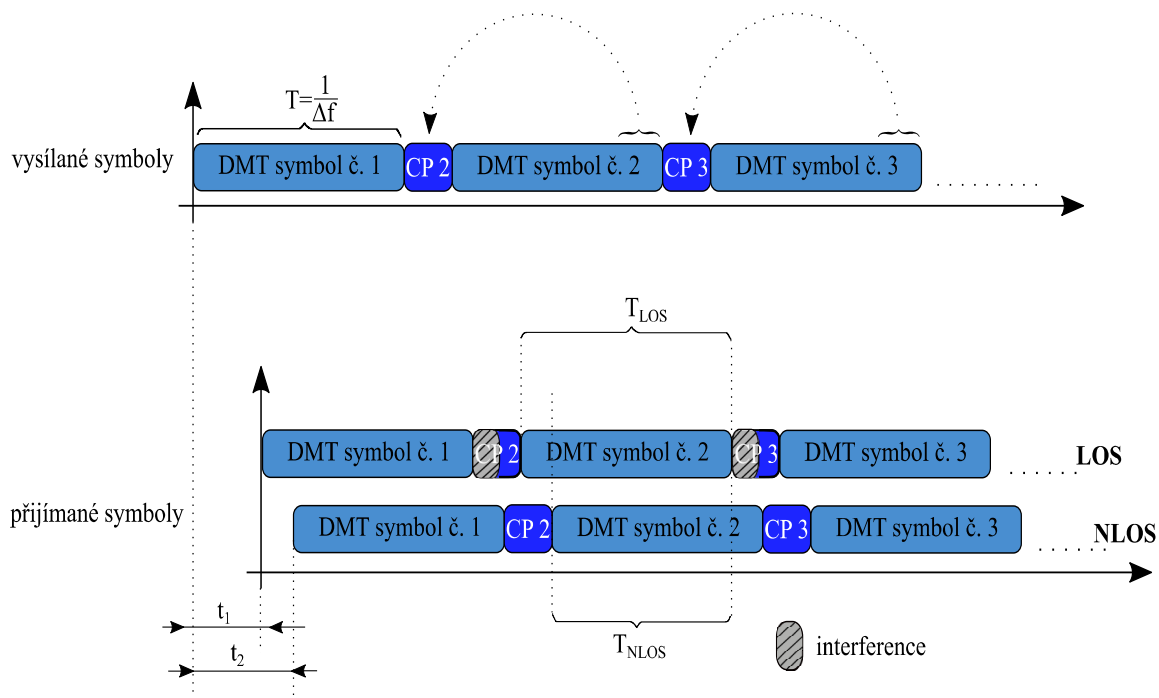 T=1/Δf
vysílané symboly
DMT symbol č. 1
CP 2
DMT symbol č. 2
CP 3
DMT symbol č. 3
T_LOS
přijímané symboly
DMT symbol č. 1
CP 2
DMT symbol č. 2
CP 3
DMT symbol č. 3
LOS
DMT symbol č. 1
CP 2
DMT symbol č. 2
CP 3
DMT symbol č. 3
NLOS
t₁
t₂
T_NLOS
interference